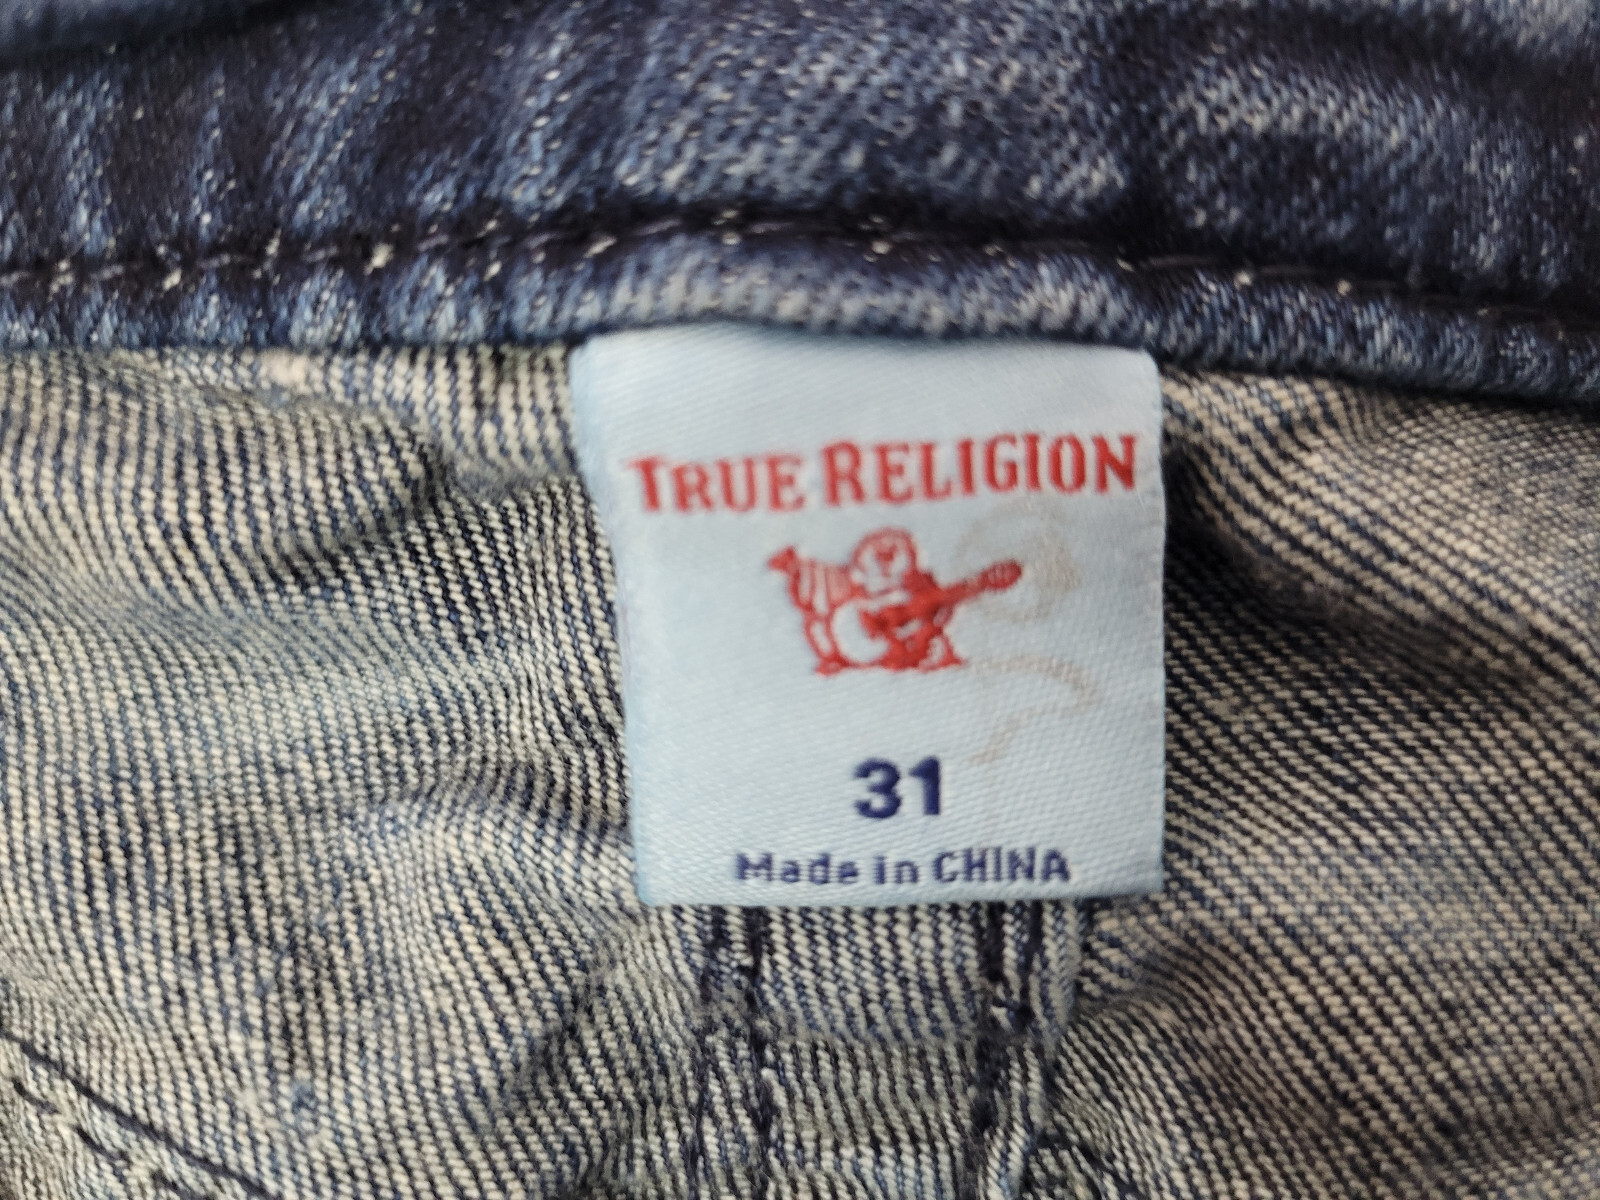 TRUE RELIGION
31
Made in CHINA